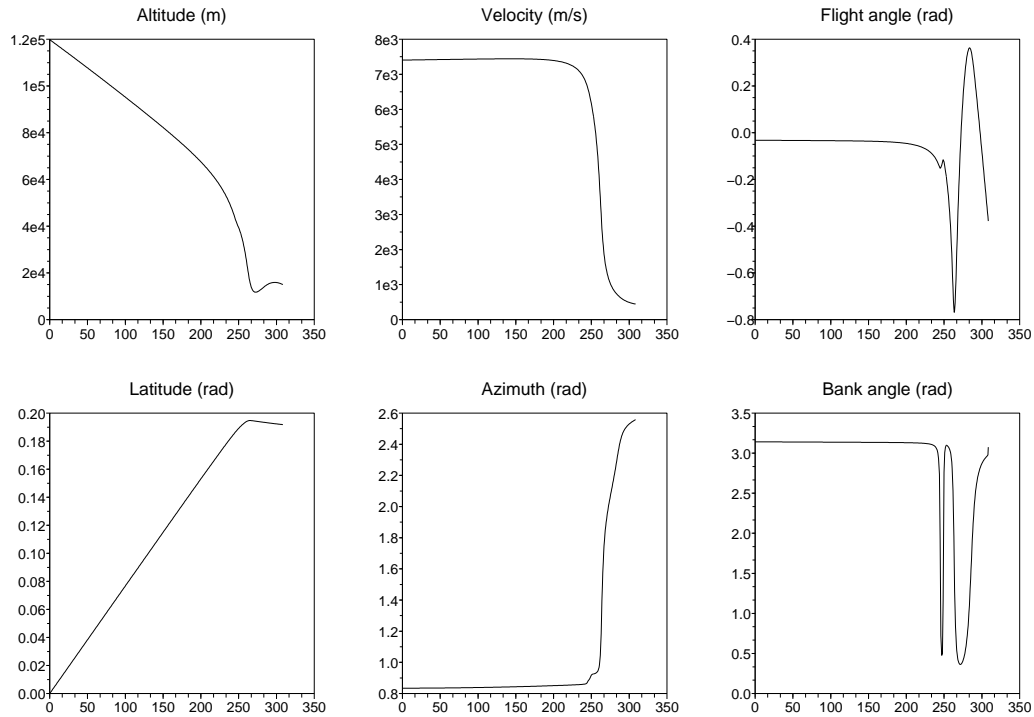 Altitude (m)
1.2e5
1e5
8e4
6e4
4e4
2e4
0
0 50 100 150 200 250 300 350
Velocity (m/s)
8e3
7e3
6e3
5e3
4e3
3e3
2e3
1e3
0
0 50 100 150 200 250 300 350
Flight angle (rad)
0.4
0.2
0.0
−0.2
−0.4
−0.6
−0.8
0 50 100 150 200 250 300 350
Latitude (rad)
0.20
0.18
0.16
0.14
0.12
0.10
0.08
0.06
0.04
0.02
0.00
0 50 100 150 200 250 300 350
Azimuth (rad)
2.6
2.4
2.2
2.0
1.8
1.6
1.4
1.2
1.0
0.8
0 50 100 150 200 250 300 350
Bank angle (rad)
3.5
3.0
2.5
2.0
1.5
1.0
0.5
0.0
0 50 100 150 200 250 300 350